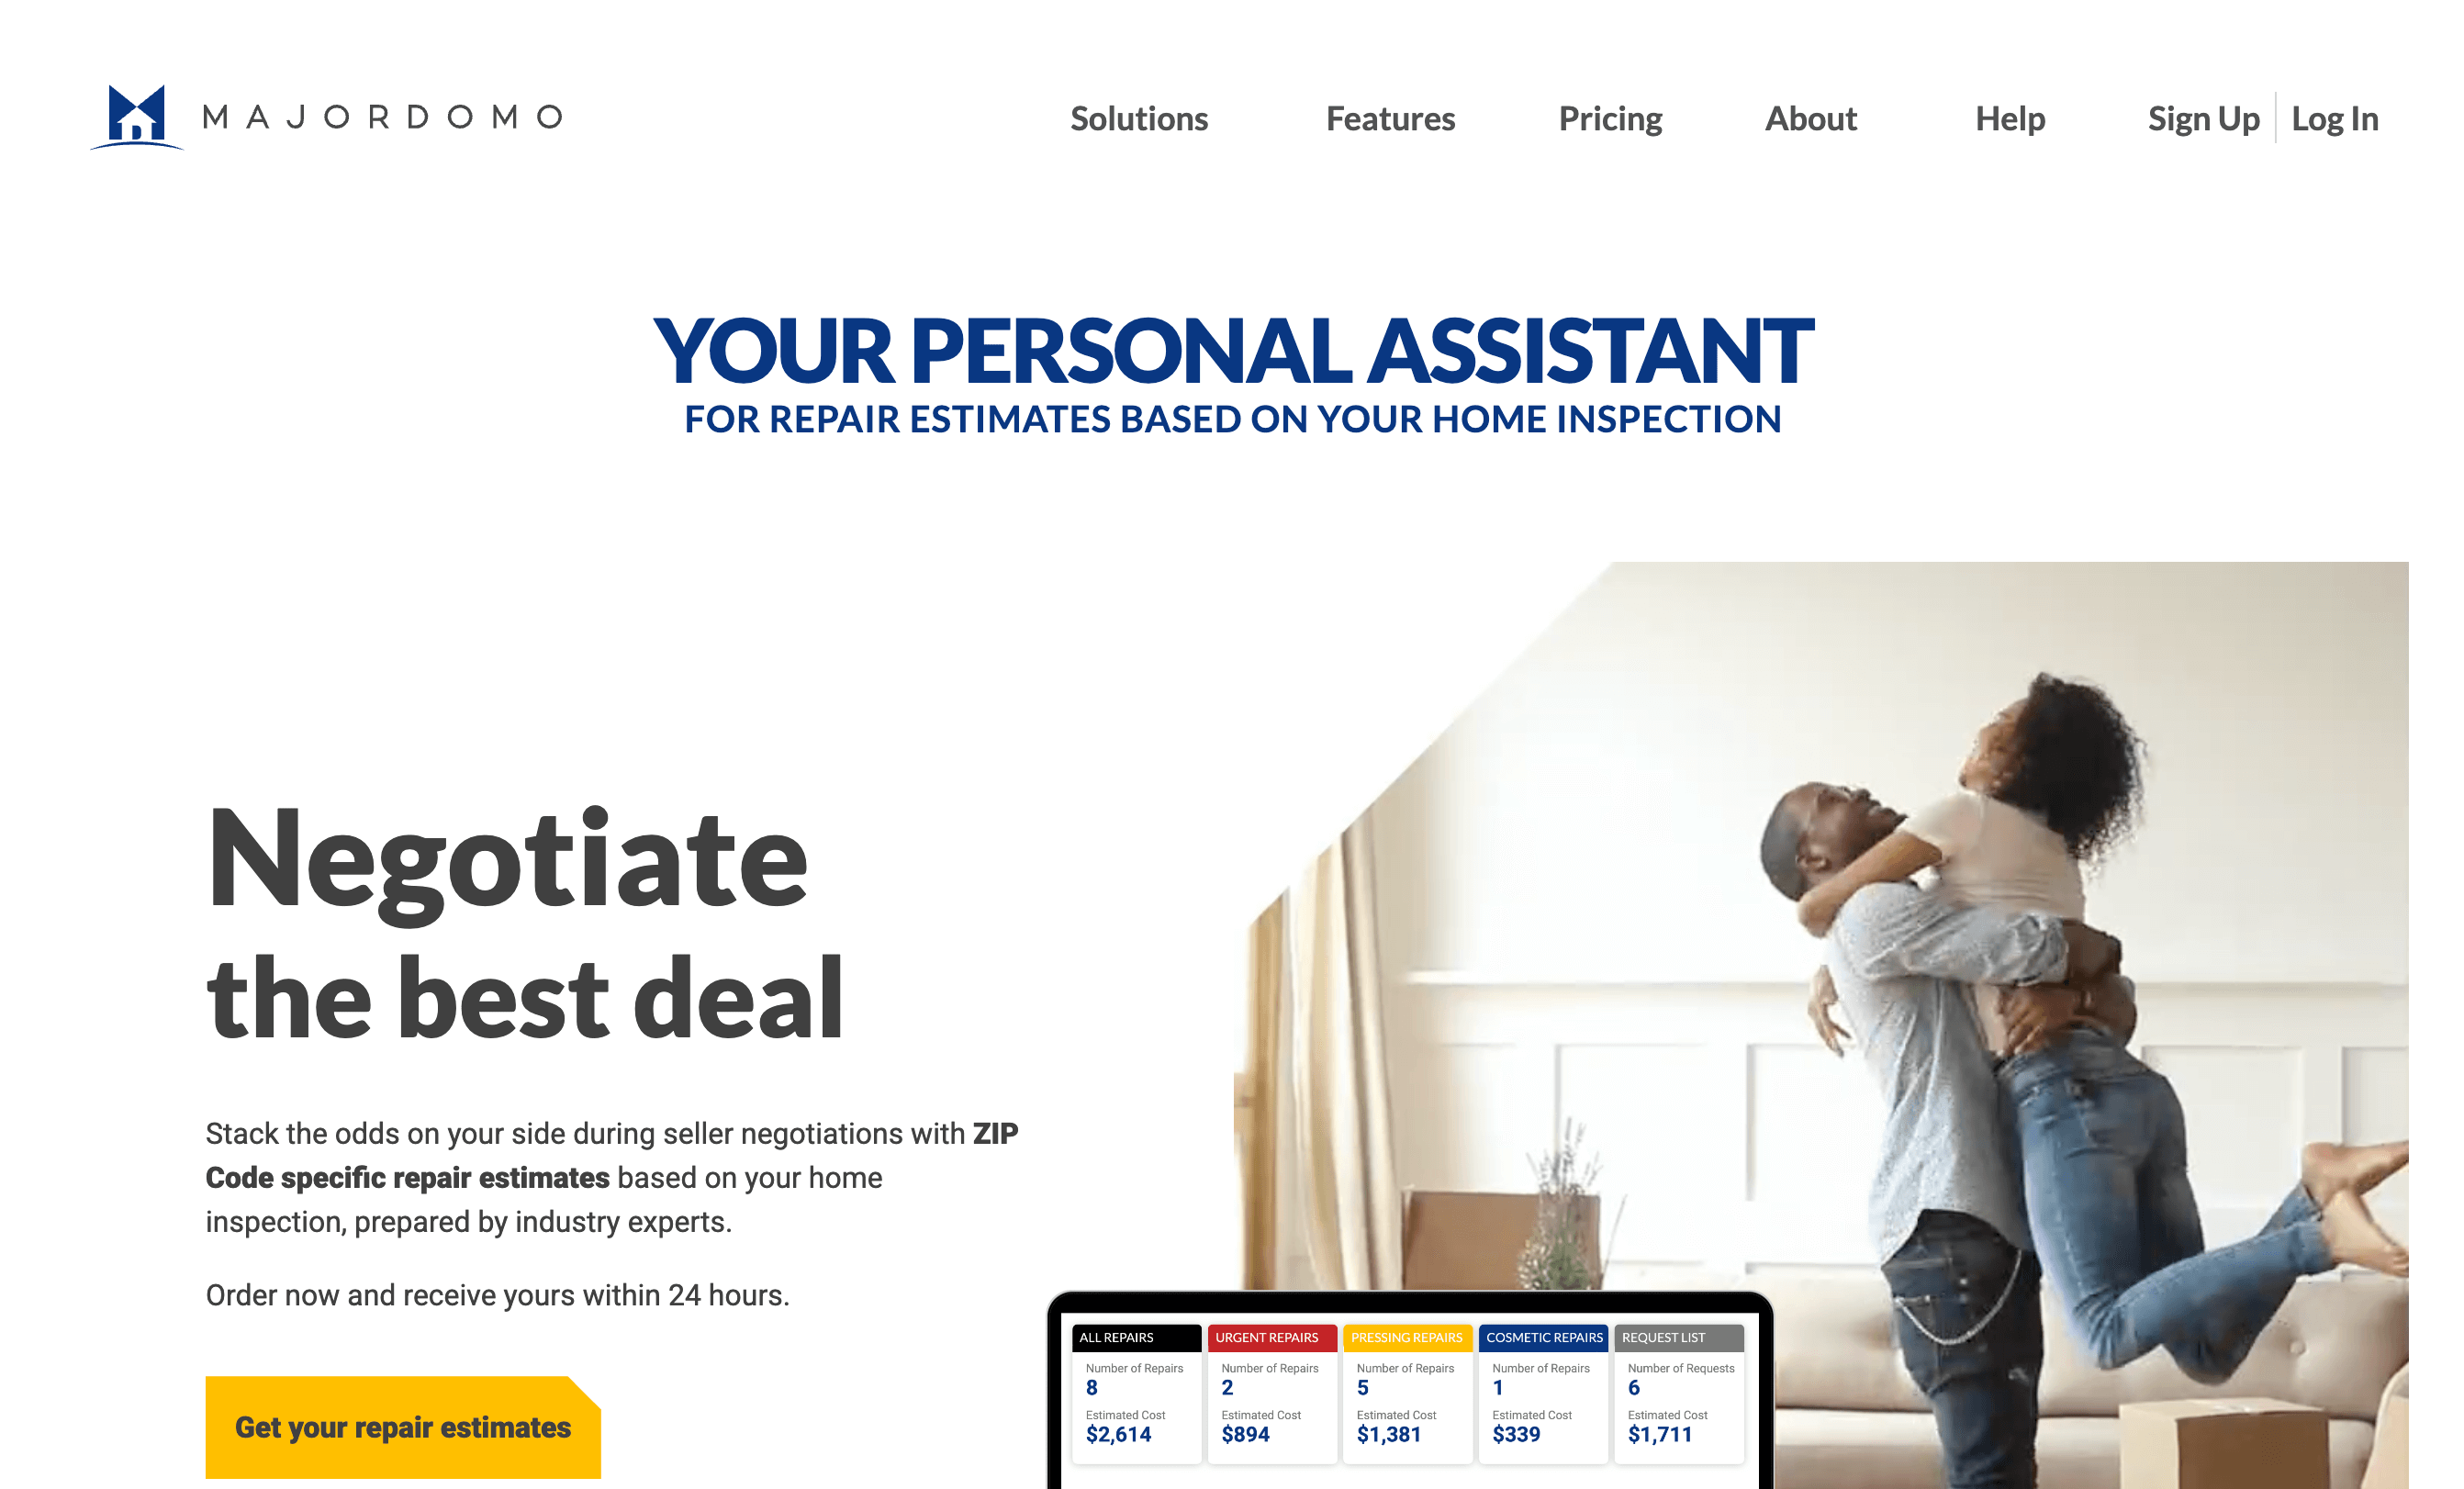 MAJORDOMO
Solutions Features Pricing About Help Sign Up Log In
YOUR PERSONAL ASSISTANT
FOR REPAIR ESTIMATES BASED ON YOUR HOME INSPECTION
Negotiate
the best deal
Stack the odds on your side during seller negotiations with ZIP
Code specific repair estimates based on your home
inspection, prepared by industry experts.
Order now and receive yours within 24 hours.
Get your repair estimates
ALL REPAIRS URGENT REPAIRS PRESSING REPAIRS COSMETIC REPAIRS REQUEST LIST
Number of Repairs Number of Repairs Number of Repairs Number of Repairs Number of Requests
8 2 5 1 6
Estimated Cost Estimated Cost Estimated Cost Estimated Cost Estimated Cost
$2,614 $894 $1,381 $339 $1,711